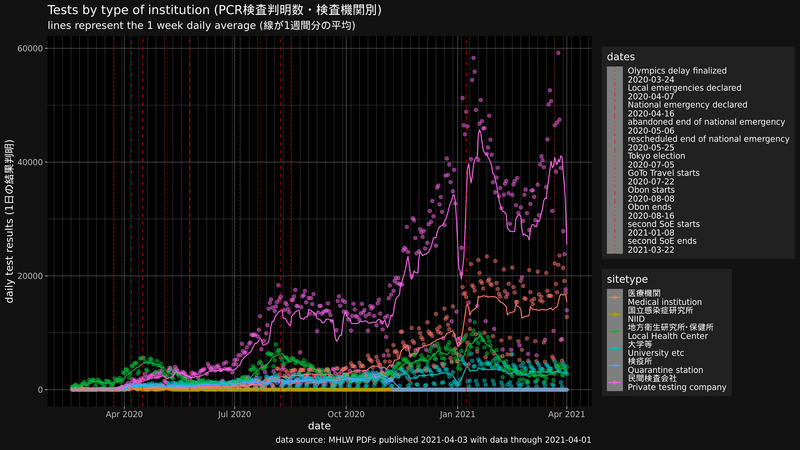 Tests by type of institution (PCR検査判明数・検査機関別)
lines represent the 1 week daily average (線が1週間分の平均)
60000
40000
20000
0
daily test results (1日の結果判明)
Apr 2020
Jul 2020
Oct 2020
Jan 2021
Apr 2021
date
data source: MHLW PDFs published 2021-04-03 with data through 2021-04-01
dates
Olympics delay finalized
2020-03-24
Local emergencies declared
2020-04-07
National emergency declared
2020-04-16
abandoned end of national emergency
2020-05-06
rescheduled end of national emergency
2020-05-25
Tokyo election
2020-07-05
GoTo Travel starts
2020-07-22
Obon starts
2020-08-08
Obon ends
2020-08-16
second SoE starts
2021-01-08
second SoE ends
2021-03-22
sitetype
医療機関
Medical institution
国立感染症研究所
NIID
地方衛生研究所･保健所
Local Health Center
大学等
University etc
検疫所
Quarantine station
民間検査会社
Private testing company